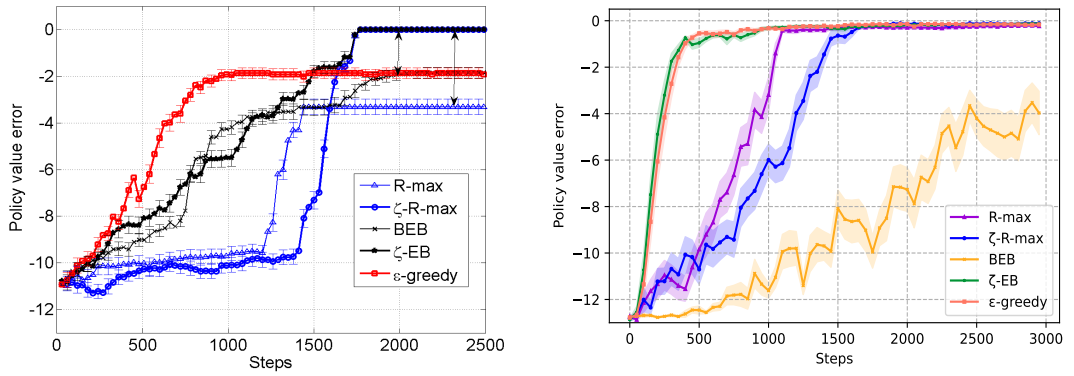 Policy value error
0
-2
-4
-6
-8
-10
-12
0
500
1000
1500
2000
2500
Steps
R-max
ζ-R-max
BEB
ζ-EB
ε-greedy
Policy value error
0
−2
−4
−6
−8
−10
−12
0
500
1000
1500
2000
2500
3000
Steps
R-max
ζ-R-max
BEB
ζ-EB
ε-greedy